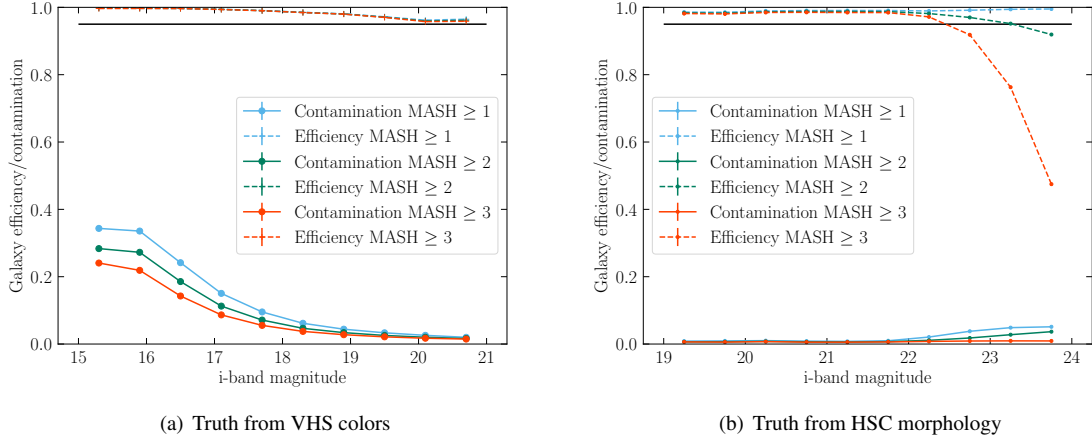 Galaxy efficiency/contamination
1.0
0.8
0.6
0.4
0.2
0.0
Contamination MASH ≥ 1
Efficiency MASH ≥ 1
Contamination MASH ≥ 2
Efficiency MASH ≥ 2
Contamination MASH ≥ 3
Efficiency MASH ≥ 3
15 16 17 18 19 20 21
i-band magnitude
(a) Truth from VHS colors
Galaxy efficiency/contamination
1.0
0.8
0.6
0.4
0.2
0.0
Contamination MASH ≥ 1
Efficiency MASH ≥ 1
Contamination MASH ≥ 2
Efficiency MASH ≥ 2
Contamination MASH ≥ 3
Efficiency MASH ≥ 3
19 20 21 22 23 24
i-band magnitude
(b) Truth from HSC morphology